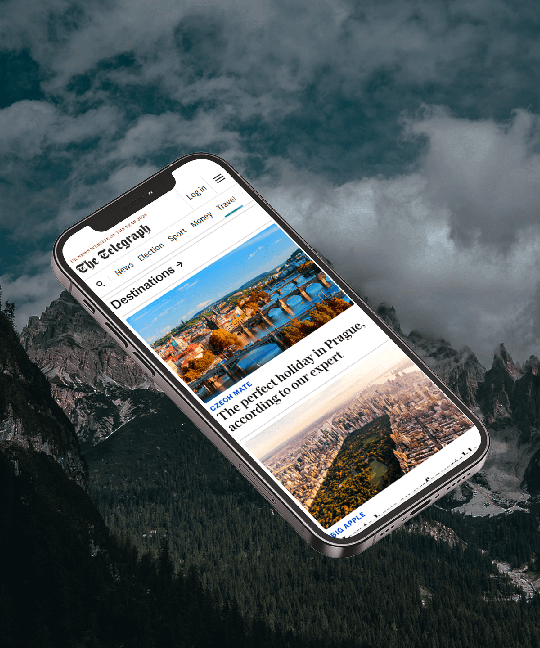 Log in
The Telegraph
News Election Sport Money Travel
Destinations →
CZECH MATE
The perfect holiday in Prague,
according to our expert
BIG APPLE